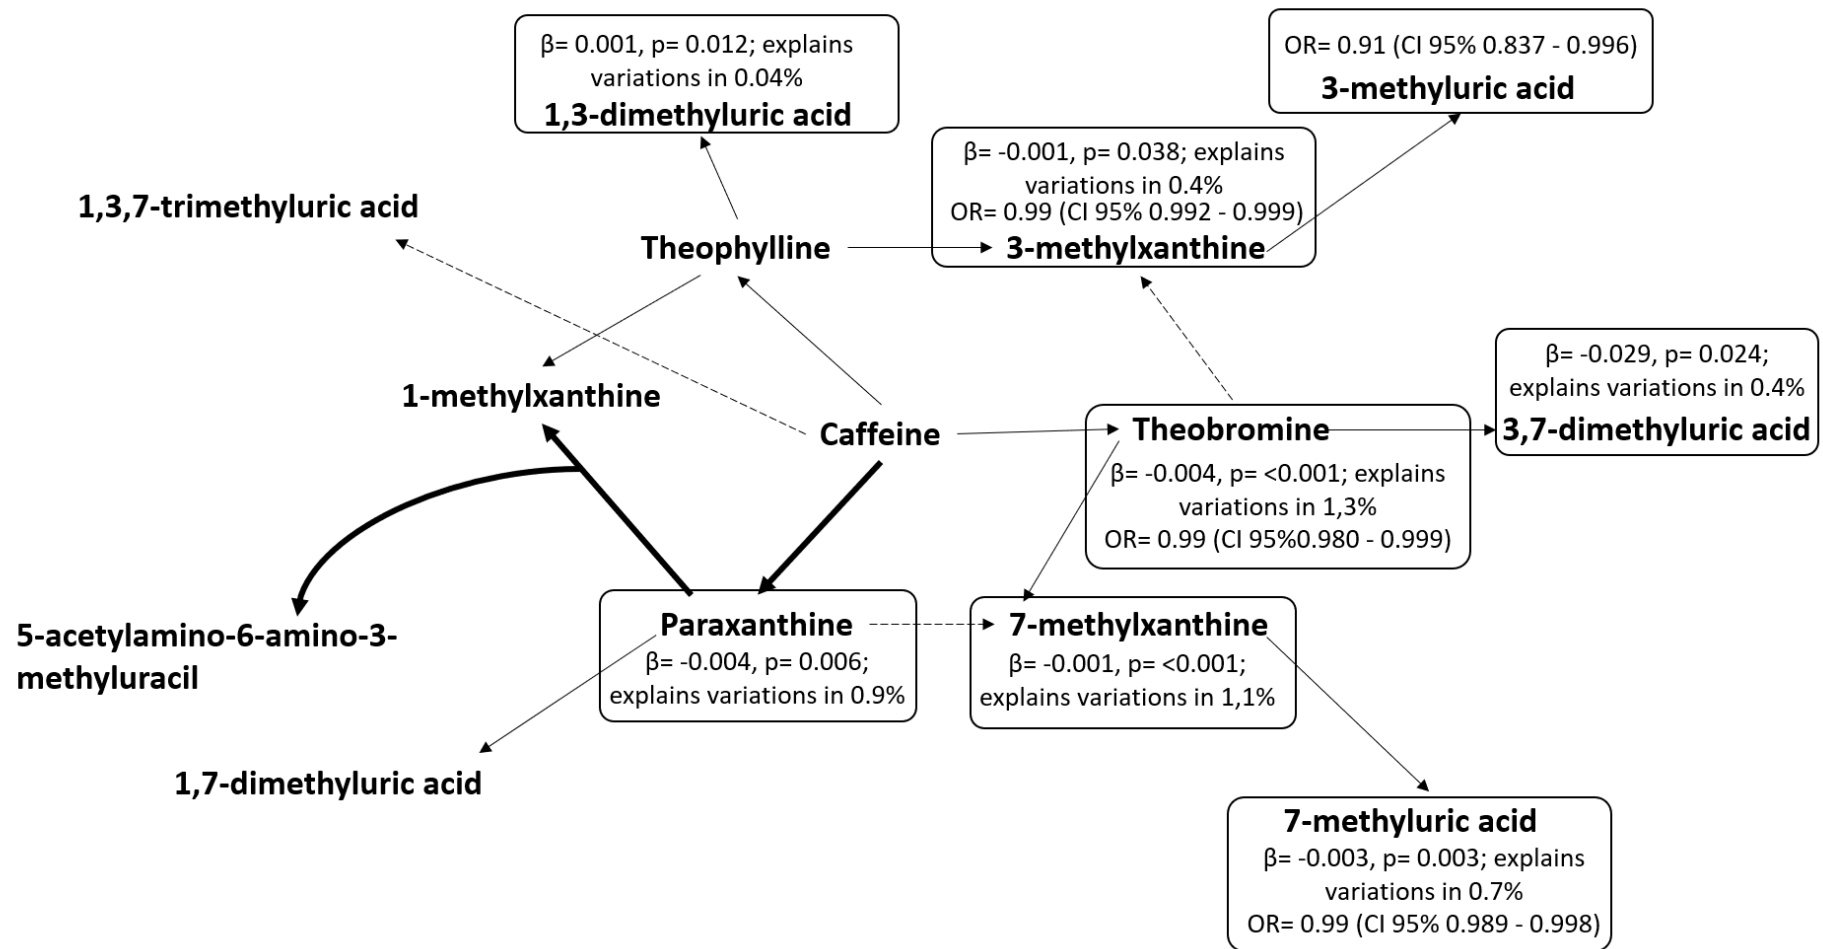 β= 0.001, p= 0.012; explains
variations in 0.04%
1,3-dimethyluric acid
OR= 0.91 (CI 95% 0.837 - 0.996)
3-methyluric acid
β= -0.001, p= 0.038; explains
variations in 0.4%
OR= 0.99 (CI 95% 0.992 - 0.999)
3-methylxanthine
1,3,7-trimethyluric acid
Theophylline
β= -0.029, p= 0.024;
explains variations in 0.4%
3,7-dimethyluric acid
1-methylxanthine
Caffeine
Theobromine
β= -0.004, p= <0.001; explains
variations in 1,3%
OR= 0.99 (CI 95%0.980 - 0.999)
5-acetylamino-6-amino-3-
methyluracil
Paraxanthine
β= -0.004, p= 0.006;
explains variations in 0.9%
7-methylxanthine
β= -0.001, p= <0.001;
explains variations in 1,1%
1,7-dimethyluric acid
7-methyluric acid
β= -0.003, p= 0.003; explains
variations in 0.7%
OR= 0.99 (CI 95% 0.989 - 0.998)